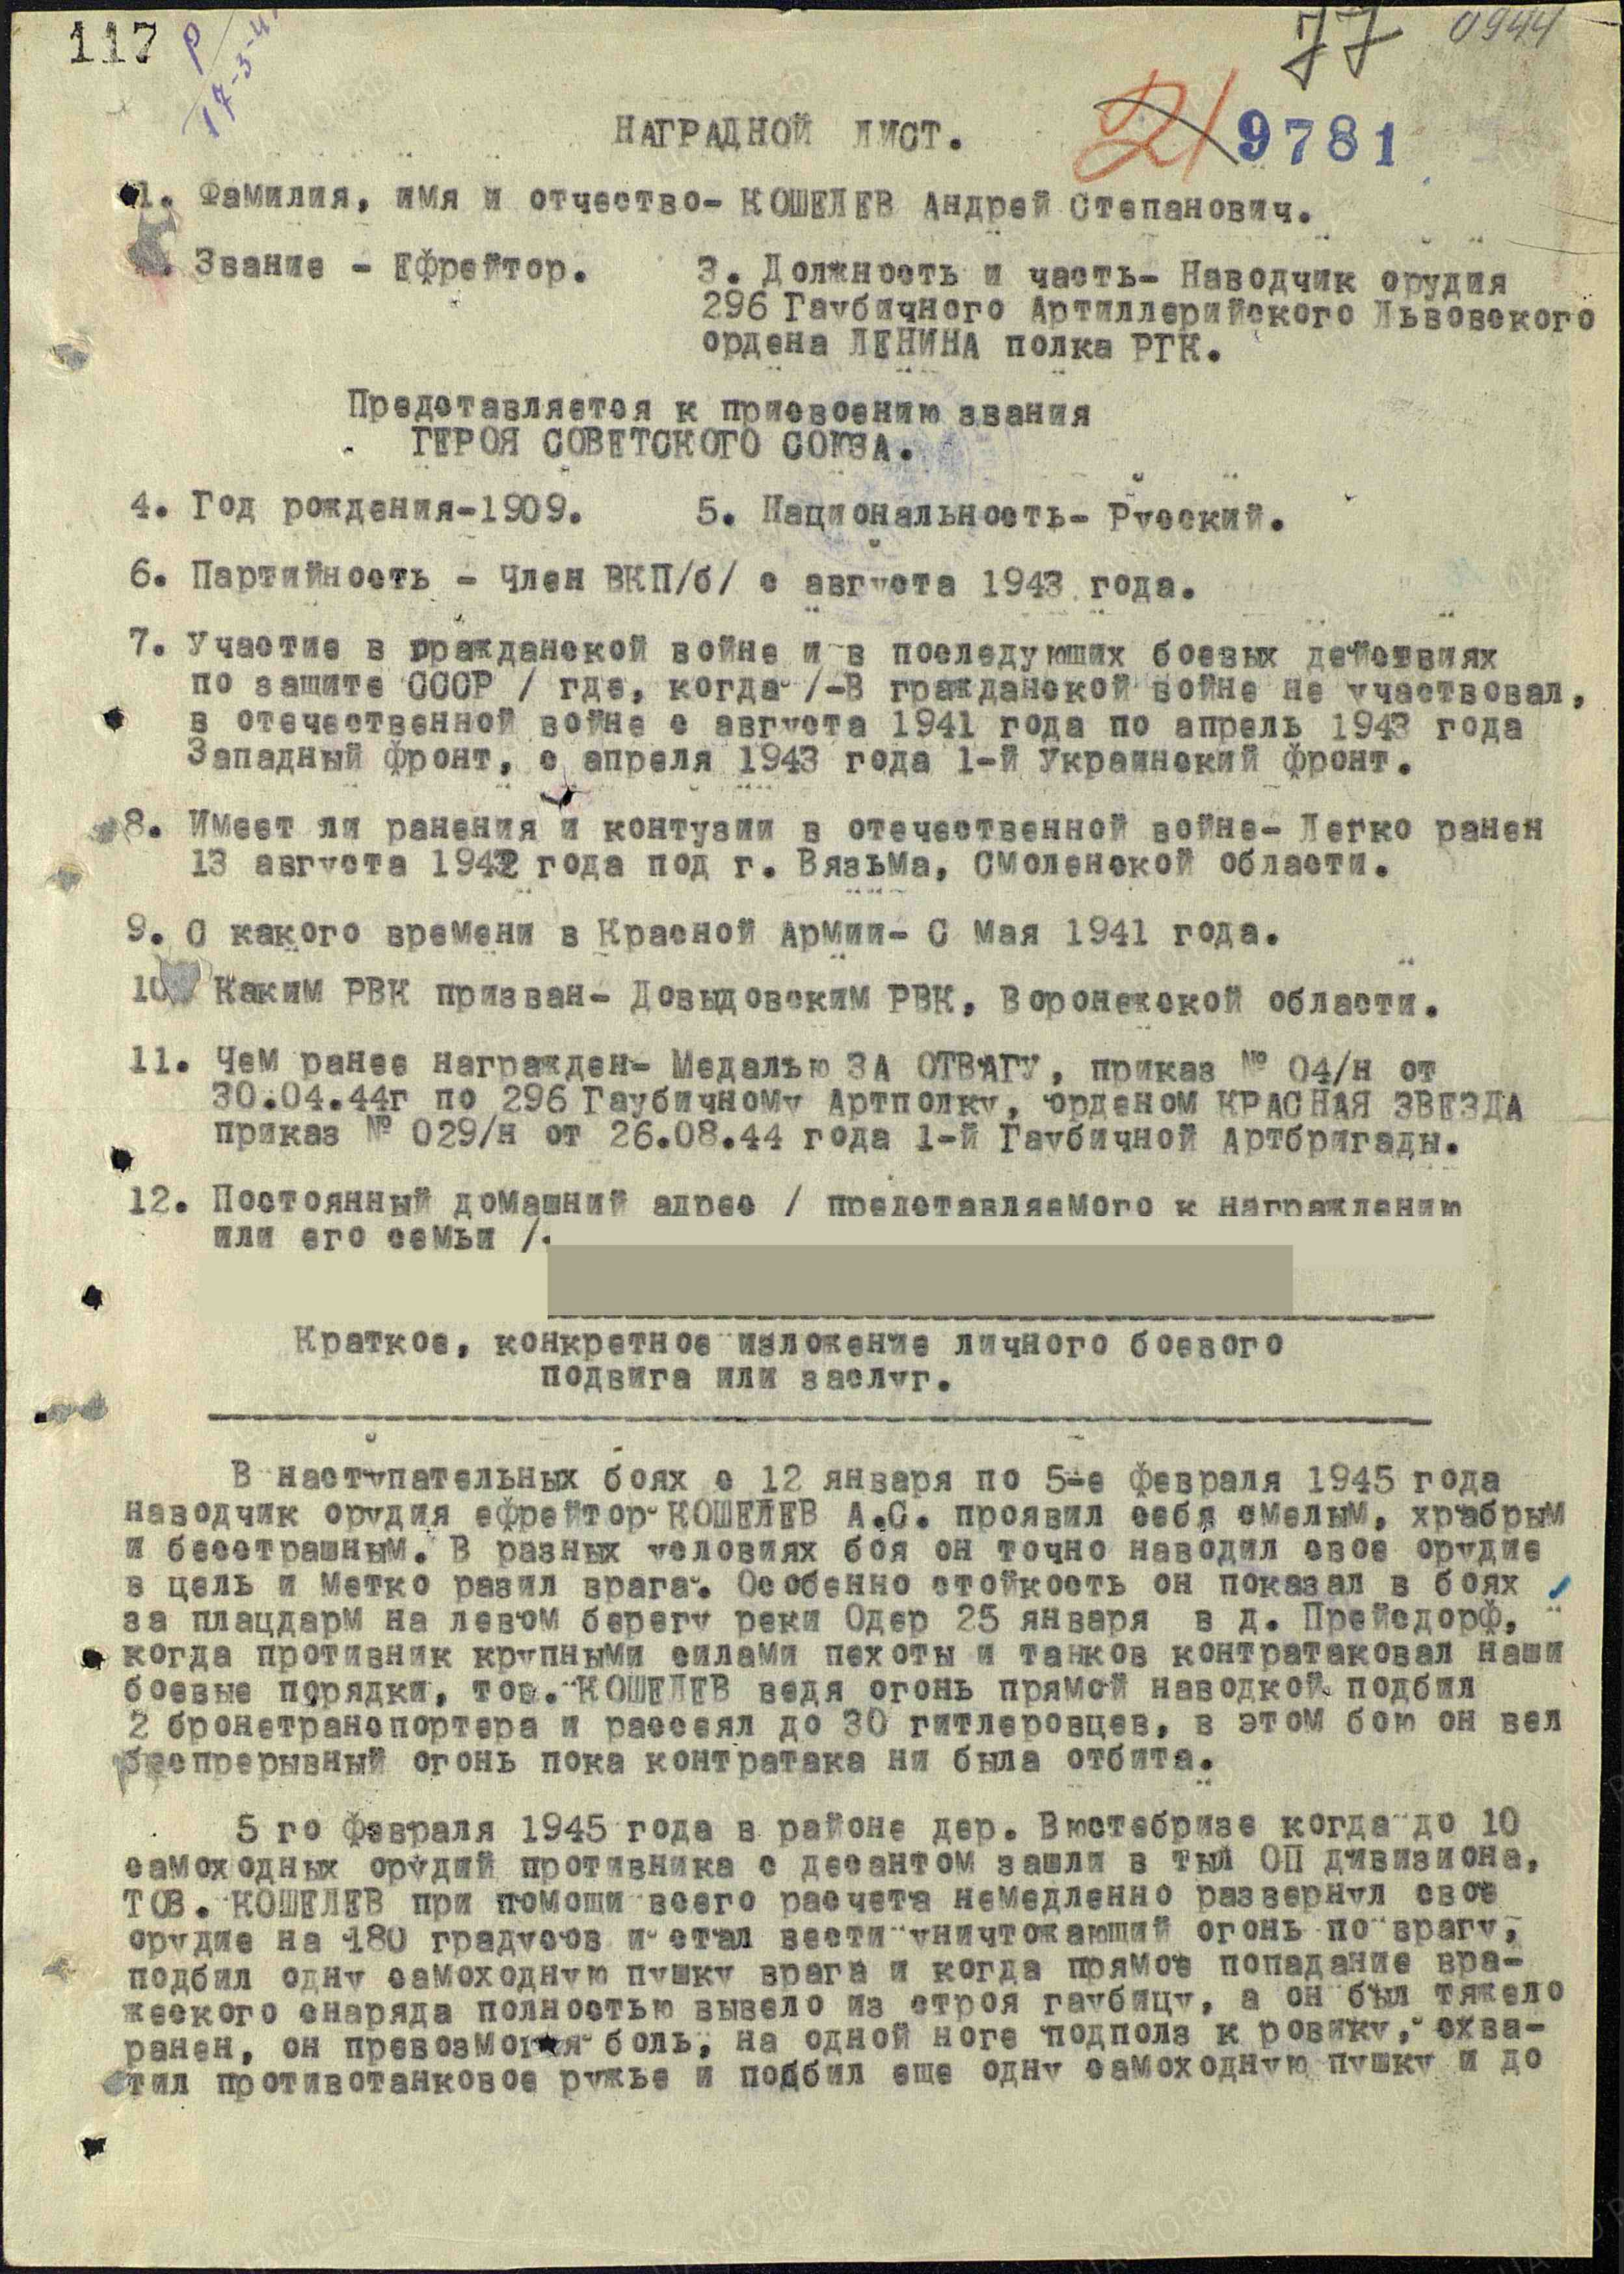 117
Р
77
0944
21
9781
НАГРАДНОЙ ЛИСТ.
1. Фамилия, имя и отчество- КОШЕЛЕВ Андрей Степанович.
Звание - Ефрейтор.
3. Должность и часть- Наводчик орудия
296 Гаубичного Артиллерийского Львовского
ордена ЛЕНИНА полка РГК.
Представляется к присвоению звания
ГЕРОЯ СОВЕТСКОГО СОЮЗА.
4. Год рождения-1909.
5. Национальность- Русский.
6. Партийность - Член ВКП/б/ с августа 1943 года.
7. Участие в гражданской войне и в последующих боевых действиях
по защите СССР / где, когда /-В гражданской войне не участвовал,
в отечественной войне с августа 1941 года по апрель 1943 года
Западный фронт, с апреля 1943 года 1-й Украинский фронт.
8. Имеет ли ранения и контузии в отечественной войне- Легко ранен
13 августа 1942 года под г. Вязьма, Смоленской области.
9. С какого времени в Красной Армии- С Мая 1941 года.
10 Каким РВК призван- Довыдовским РВК, Воронежской области.
11. Чем ранее награжден- Медалью ЗА ОТВАГУ, приказ № 04/н от
30.04.44г по 296 Гаубичному Артполку, орденом КРАСНАЯ ЗВЕЗДА
приказ № 029/н от 26.08.44 года 1-й Гаубичной Артбригады.
12. Постоянный домашний адрес / представляемого к награждению
или его семьи /.
Краткое, конкретное изложение личного боевого
подвига или заслуг.
В наступательных боях с 12 января по 5-е февраля 1945 года
наводчик орудия ефрейтор КОШЕЛЕВ А.С. проявил себя смелым, храбрым
и бесстрашным. В разных условиях боя он точно наводил свое орудие
в цель и метко разил врага. Особенно стойкость он показал в боях
за плацдарм на левом берегу реки Одер 25 января в д. Прейсдорф,
когда противник крупными силами пехоты и танков контратаковал наши
боевые порядки, тов. КОШЕЛЕВ ведя огонь прямой наводкой подбил
2 бронетранспортера и рассеял до 30 гитлеровцев, в этом бою он вел
беспрерывный огонь пока контратака ни была отбита.
5 го февраля 1945 года в районе дер. Вюстебризе когда до 10
самоходных орудий противника с десантом зашли в тыл ОП дивизиона,
ТОВ. КОШЕЛЕВ при помощи всего расчета немедленно развернул свое
орудие на 180 градусов и стал вести уничтожающий огонь по врагу,
подбил одну самоходную пушку врага и когда прямое попадание вра-
жеского снаряда полностью вывело из строя гаубицу, а он был тяжело
ранен, он превозмогая боль, на одной ноге подполз к ровику, схва-
тил противотанковое ружье и подбил еще одну самоходную пушку и до